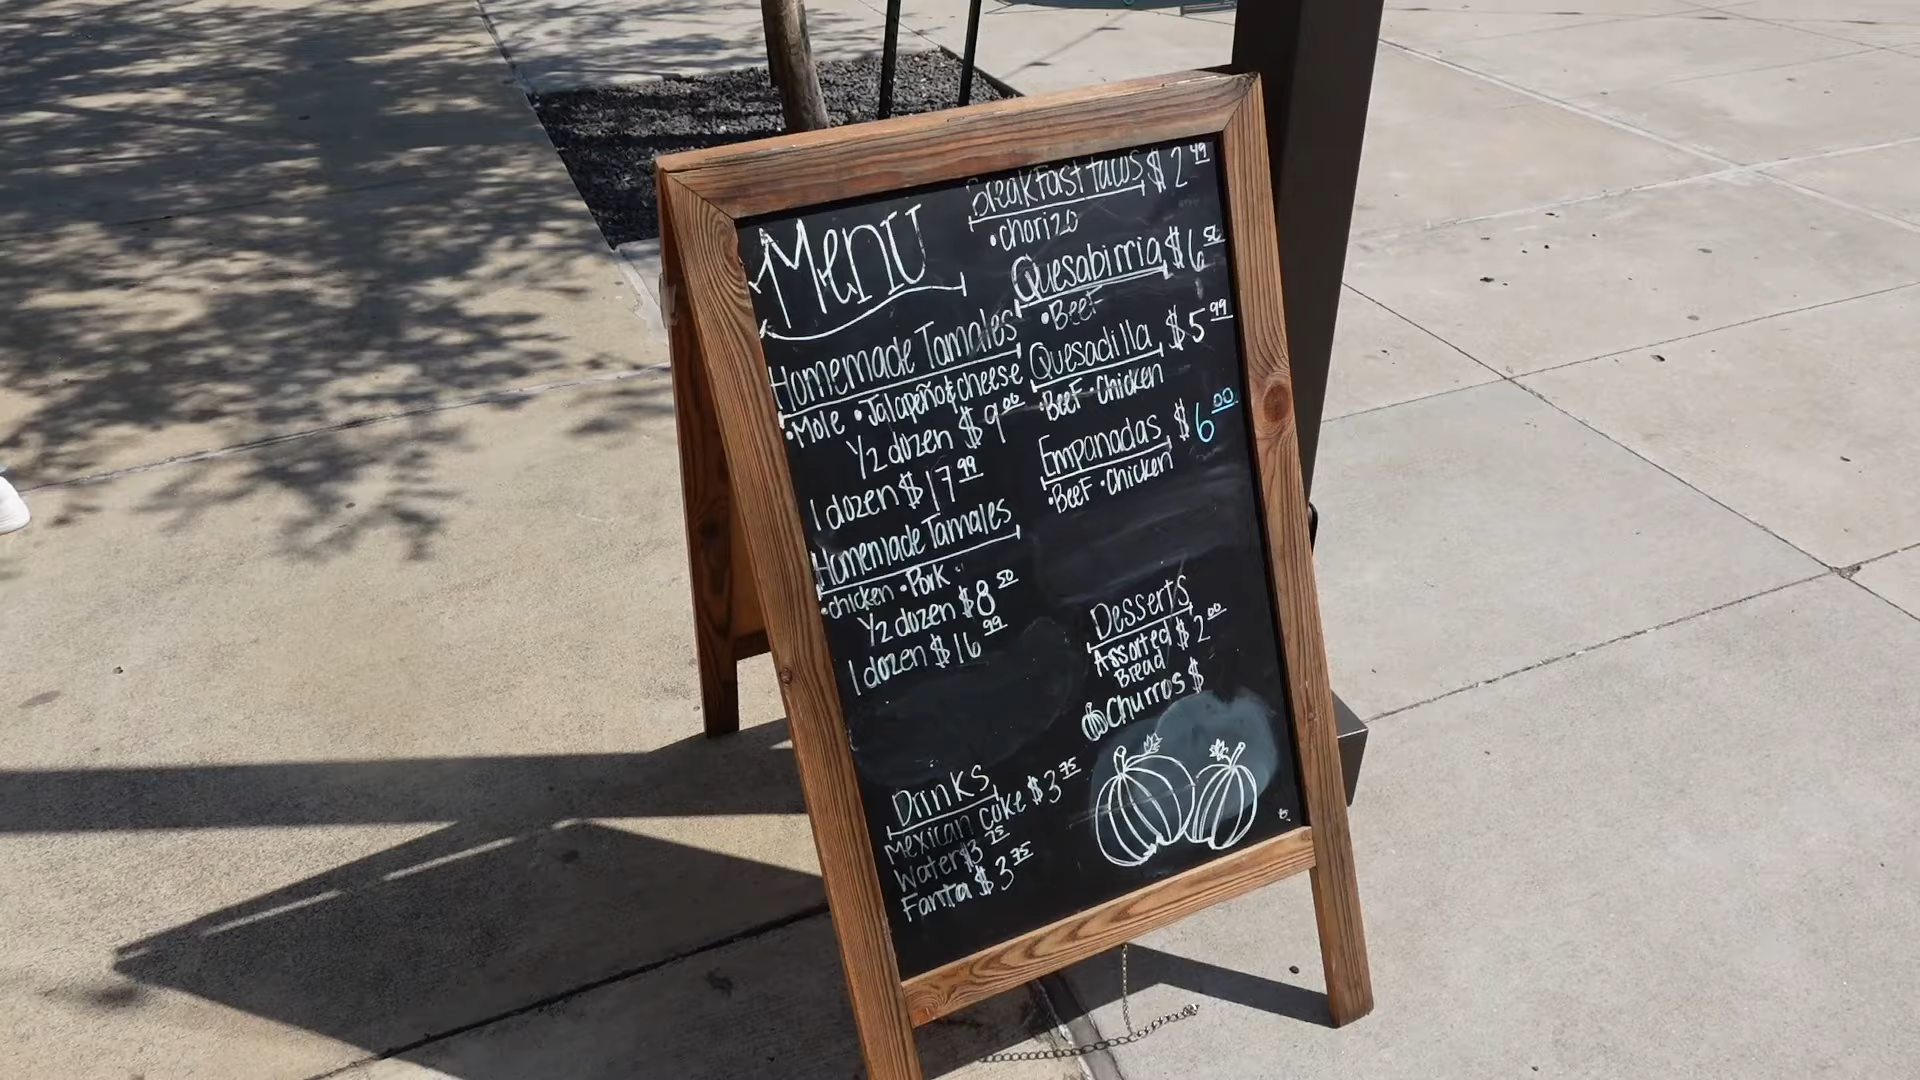 Menu
Homemade Tamales
•Mole •Jalapeño & cheese
1/2 dozen $9.00
1 dozen $17.99
Homemade Tamales
•chicken •Pork
1/2 dozen $8.50
1 dozen $16.99
Drinks
Mexican coke $3.75
Water $3.75
Fanta $3.75
Breakfast tacos $2.49
•chorizo
Quesabirria $6.50
•Beef
Quesadilla $5.99
•Beef •Chicken
Empanadas $6.00
•Beef •Chicken
Desserts
Assorted $2.00
Bread
Churros $